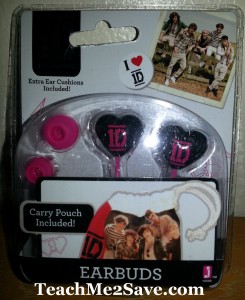 I ♥
1D
Extra Ear Cushions
Included!
1D
1D
Carry Pouch
Included!
1D
EARBUDS
J
TeachMe2Save.com